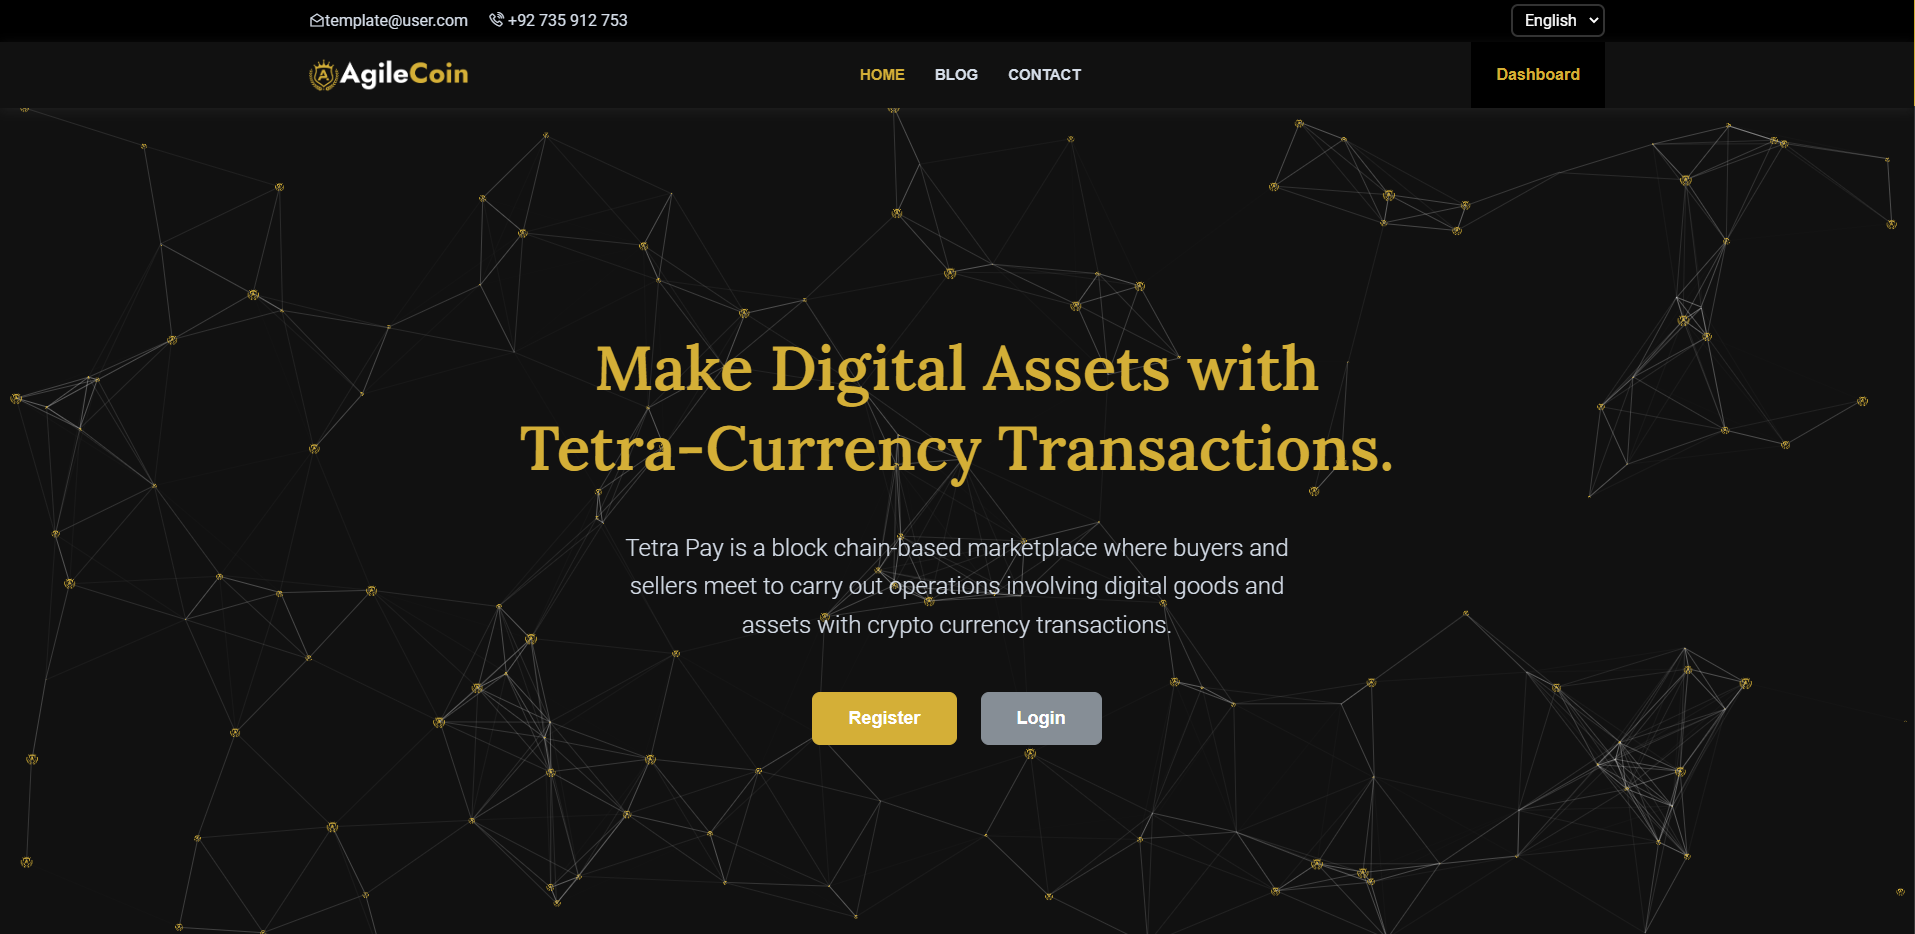 template@user.com +92 735 912 753 English
AgileCoin HOME BLOG CONTACT Dashboard
Make Digital Assets with
Tetra-Currency Transactions.
Tetra Pay is a block chain-based marketplace where buyers and
sellers meet to carry out operations involving digital goods and
assets with crypto currency transactions.
Register Login